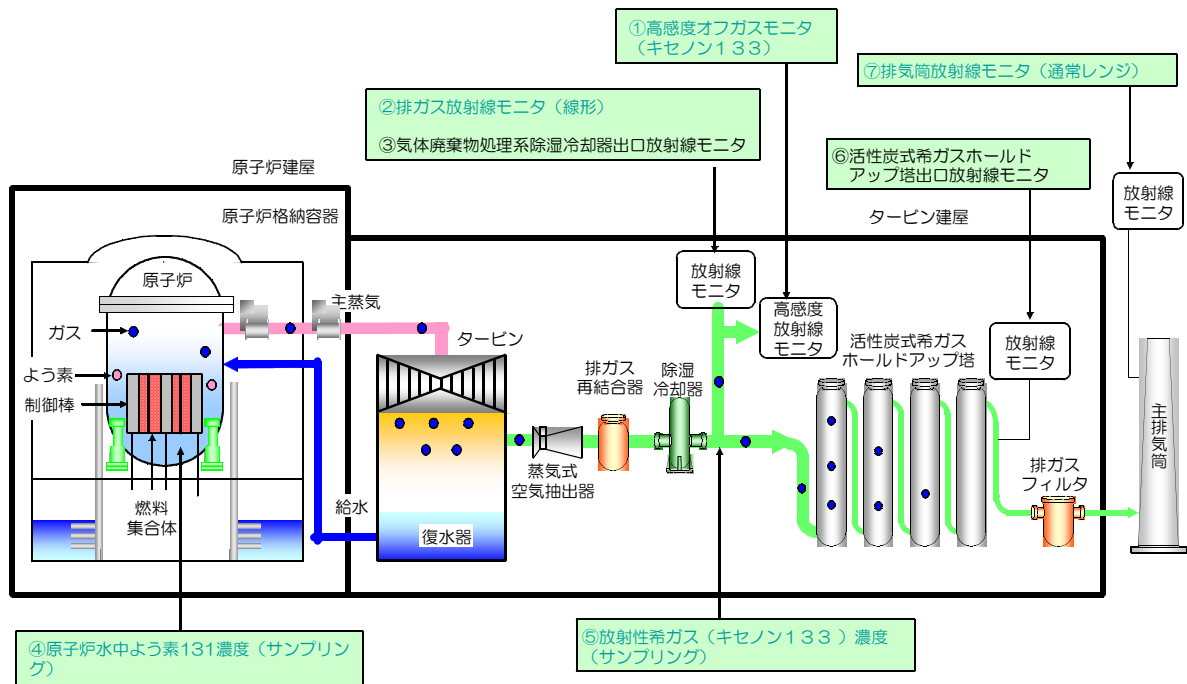 ①高感度オフガスモニタ
（キセノン１３３）
⑦排気筒放射線モニタ（通常レンジ）
②排ガス放射線モニタ（線形）
③気体廃棄物処理系除湿冷却器出口放射線モニタ
⑥活性炭式希ガスホールド
アップ塔出口放射線モニタ
原子炉建屋
放射線
モニタ
原子炉格納容器
タービン建屋
原子炉
放射線
モニタ
主蒸気
高感度
放射線
モニタ
ガス
タービン
活性炭式希ガス
ホールドアップ塔
放射線
モニタ
よう素
排ガス
再結合器
除湿
冷却器
制御棒
主排気筒
蒸気式
空気抽出器
排ガス
フィルタ
燃料
集合体
給水
復水器
④原子炉水中よう素131濃度（サンプリン
グ）
⑤放射性希ガス（キセノン１３３ ）濃度
（サンプリング）